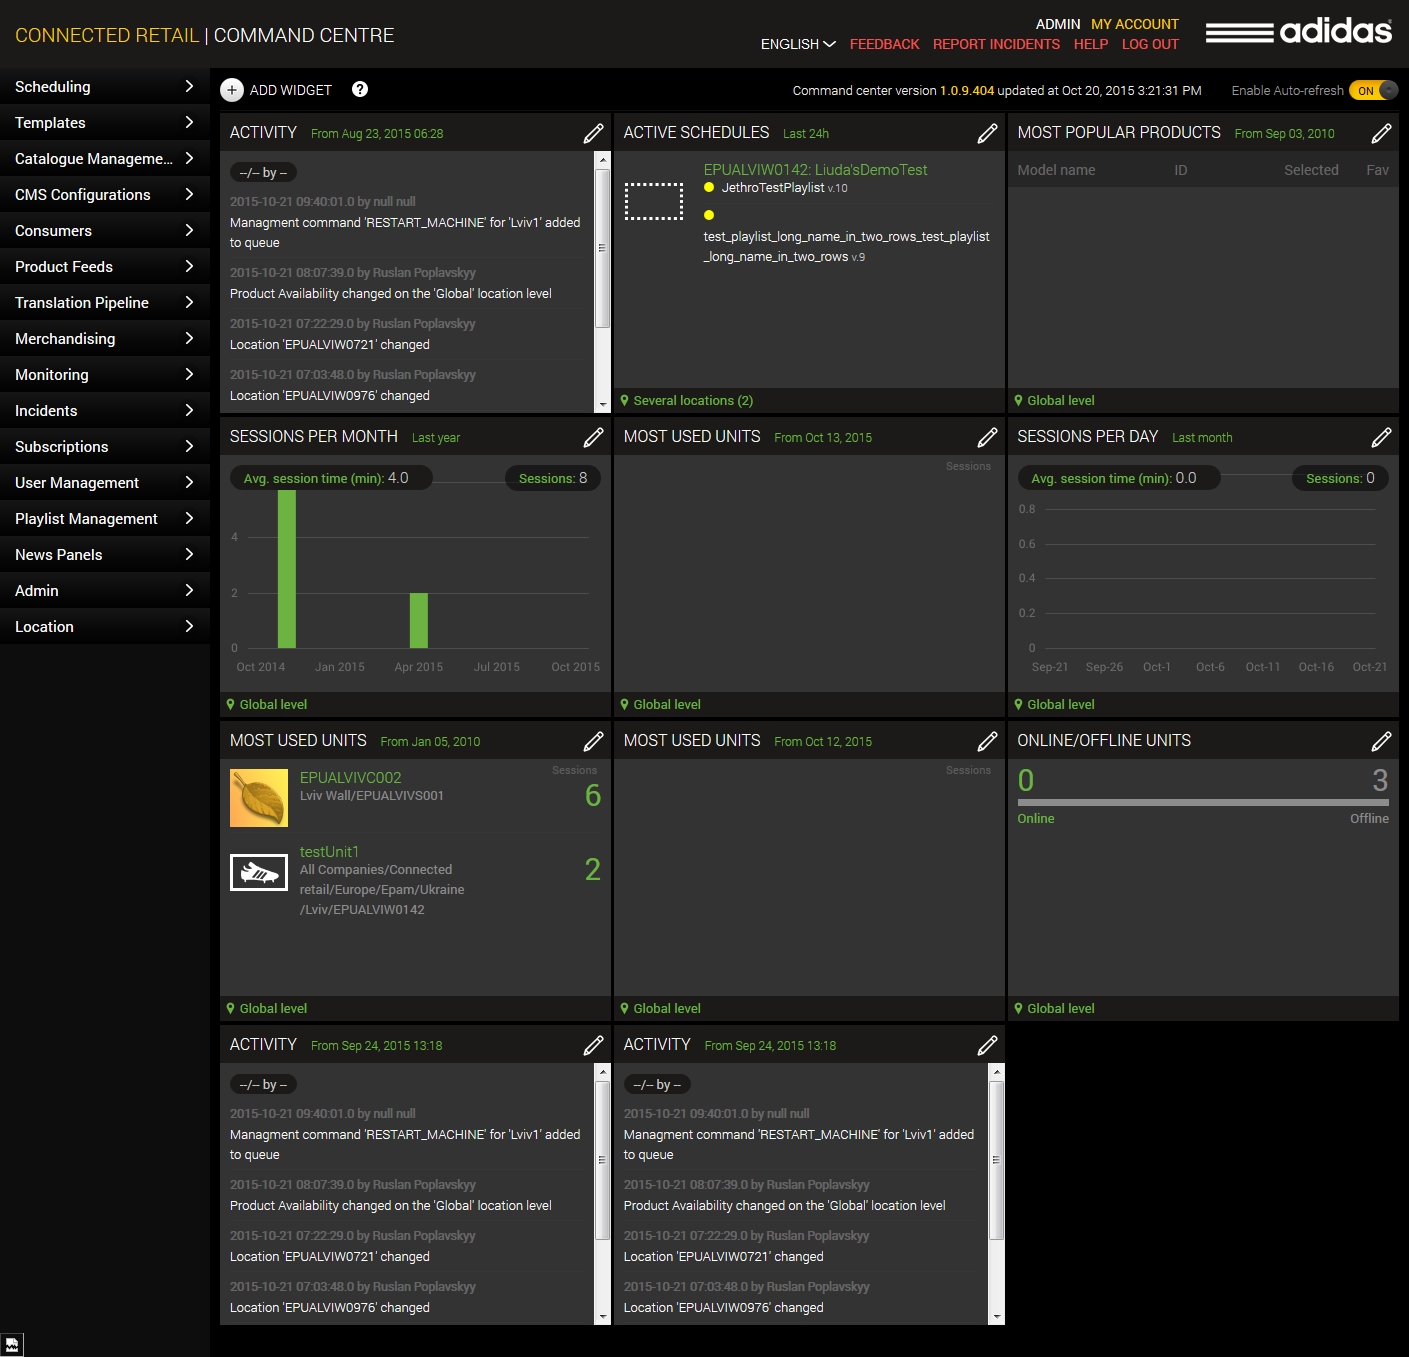 CONNECTED RETAIL | COMMAND CENTRE
ADMIN MY ACCOUNT
ENGLISH FEEDBACK REPORT INCIDENTS HELP LOG OUT
adidas
Scheduling
Templates
Catalogue Manageme...
CMS Configurations
Consumers
Product Feeds
Translation Pipeline
Merchandising
Monitoring
Incidents
Subscriptions
User Management
Playlist Management
News Panels
Admin
Location
+ ADD WIDGET ?
Command center version 1.0.9.404 updated at Oct 20, 2015 3:21:31 PM
Enable Auto-refresh ON
ACTIVITY From Aug 23, 2015 06:28
--/-- by --
2015-10-21 09:40:01.0 by null null
Managment command 'RESTART_MACHINE' for 'Lviv1' added
to queue
2015-10-21 08:07:39.0 by Ruslan Poplavskyy
Product Availability changed on the 'Global' location level
2015-10-21 07:22:29.0 by Ruslan Poplavskyy
Location 'EPUALVIW0721' changed
2015-10-21 07:03:48.0 by Ruslan Poplavskyy
Location 'EPUALVIW0976' changed
ACTIVE SCHEDULES Last 24h
EPUALVIW0142: Liuda'sDemoTest
JethroTestPlaylist v.10
test_playlist_long_name_in_two_rows_test_playlist
_long_name_in_two_rows v.9
Several locations (2)
MOST POPULAR PRODUCTS From Sep 03, 2010
Model name ID Selected Fav
Global level
SESSIONS PER MONTH Last year
Avg. session time (min): 4.0 Sessions: 8
4
2
0
Oct 2014 Jan 2015 Apr 2015 Jul 2015 Oct 2015
Global level
MOST USED UNITS From Oct 13, 2015
Sessions
Global level
SESSIONS PER DAY Last month
Avg. session time (min): 0.0 Sessions: 0
0.8
0.6
0.4
0.2
0
Sep-21 Sep-26 Oct-1 Oct-6 Oct-11 Oct-16 Oct-21
Global level
MOST USED UNITS From Jan 05, 2010
Sessions
EPUALVIVC002
Lviv Wall/EPUALVIVS001
6
testUnit1
All Companies/Connected
retail/Europe/Epam/Ukraine
/Lviv/EPUALVIW0142
2
Global level
MOST USED UNITS From Oct 12, 2015
Sessions
Global level
ONLINE/OFFLINE UNITS
0 3
Online Offline
Global level
ACTIVITY From Sep 24, 2015 13:18
--/-- by --
2015-10-21 09:40:01.0 by null null
Managment command 'RESTART_MACHINE' for 'Lviv1' added
to queue
2015-10-21 08:07:39.0 by Ruslan Poplavskyy
Product Availability changed on the 'Global' location level
2015-10-21 07:22:29.0 by Ruslan Poplavskyy
Location 'EPUALVIW0721' changed
2015-10-21 07:03:48.0 by Ruslan Poplavskyy
Location 'EPUALVIW0976' changed
ACTIVITY From Sep 24, 2015 13:18
--/-- by --
2015-10-21 09:40:01.0 by null null
Managment command 'RESTART_MACHINE' for 'Lviv1' added
to queue
2015-10-21 08:07:39.0 by Ruslan Poplavskyy
Product Availability changed on the 'Global' location level
2015-10-21 07:22:29.0 by Ruslan Poplavskyy
Location 'EPUALVIW0721' changed
2015-10-21 07:03:48.0 by Ruslan Poplavskyy
Location 'EPUALVIW0976' changed